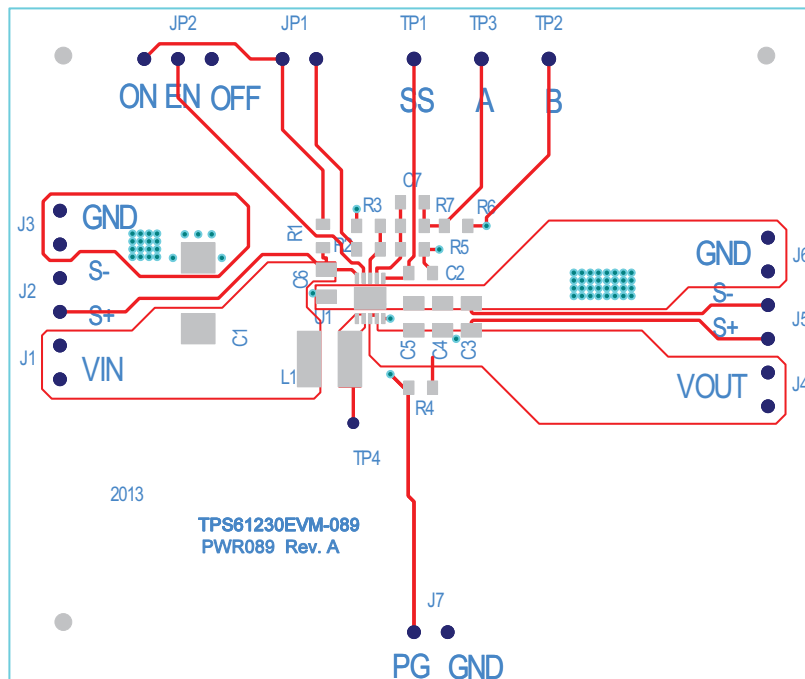 JP2 JP1 TP1 TP3 TP2
ON EN OFF SS A B
C7
J3 GND R1 R3 R7 R6
R2 R5 GND J6
S- C6 C2
J2 S-
S+ U1 J5
J1 C1 C5 C4 C3 S+
VIN L1 VOUT J4
R4
TP4
2013
TPS61230EVM-089
PWR089 Rev. A
J7
PG GND